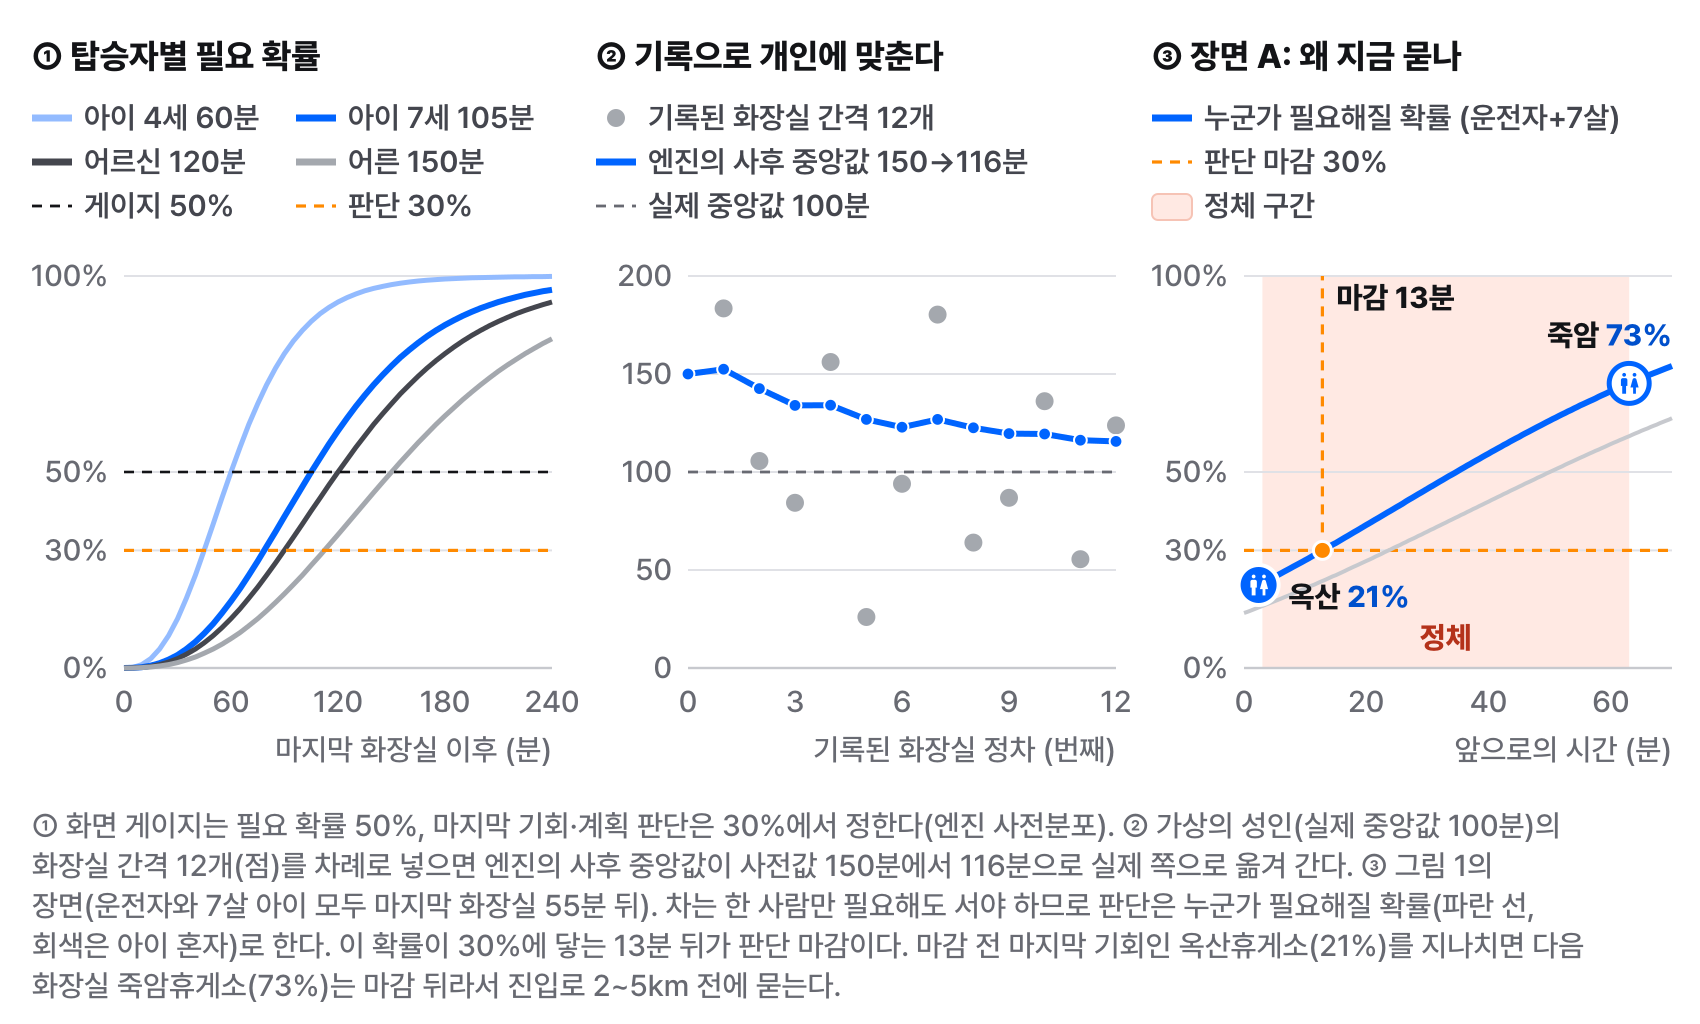 ① 탑승자별 필요 확률
아이 4세 60분
아이 7세 105분
어르신 120분
어른 150분
게이지 50%
판단 30%
100%
50%
30%
0%
0 60 120 180 240
마지막 화장실 이후 (분)
② 기록으로 개인에 맞춘다
기록된 화장실 간격 12개
엔진의 사후 중앙값 150→116분
실제 중앙값 100분
200
150
100
50
0
0 3 6 9 12
기록된 화장실 정차 (번째)
③ 장면 A: 왜 지금 묻나
누군가 필요해질 확률 (운전자+7살)
판단 마감 30%
정체 구간
100%
마감 13분
죽암 73%
50%
30%
옥산 21%
정체
0%
0 20 40 60
앞으로의 시간 (분)
① 화면 게이지는 필요 확률 50%, 마지막 기회·계획 판단은 30%에서 정한다(엔진 사전분포). ② 가상의 성인(실제 중앙값 100분)의
화장실 간격 12개(점)를 차례로 넣으면 엔진의 사후 중앙값이 사전값 150분에서 116분으로 실제 쪽으로 옮겨 간다. ③ 그림 1의
장면(운전자와 7살 아이 모두 마지막 화장실 55분 뒤). 차는 한 사람만 필요해도 서야 하므로 판단은 누군가 필요해질 확률(파란 선,
회색은 아이 혼자)로 한다. 이 확률이 30%에 닿는 13분 뒤가 판단 마감이다. 마감 전 마지막 기회인 옥산휴게소(21%)를 지나치면 다음
화장실 죽암휴게소(73%)는 마감 뒤라서 진입로 2~5km 전에 묻는다.